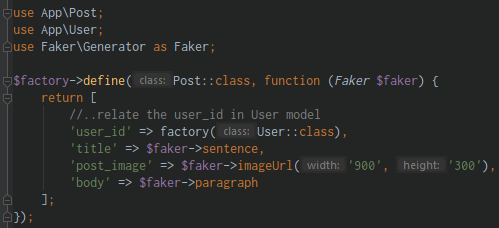 use App\Post;
use App\User;
use Faker\Generator as Faker;
$factory->define( class: Post::class, function (Faker $faker) {
    return [
        //..relate the user_id in User model
        'user_id' => factory( class: User::class),
        'title' => $faker->sentence,
        'post_image' => $faker->imageUrl( width: '900', height: '300'),
        'body' => $faker->paragraph
    ];
});